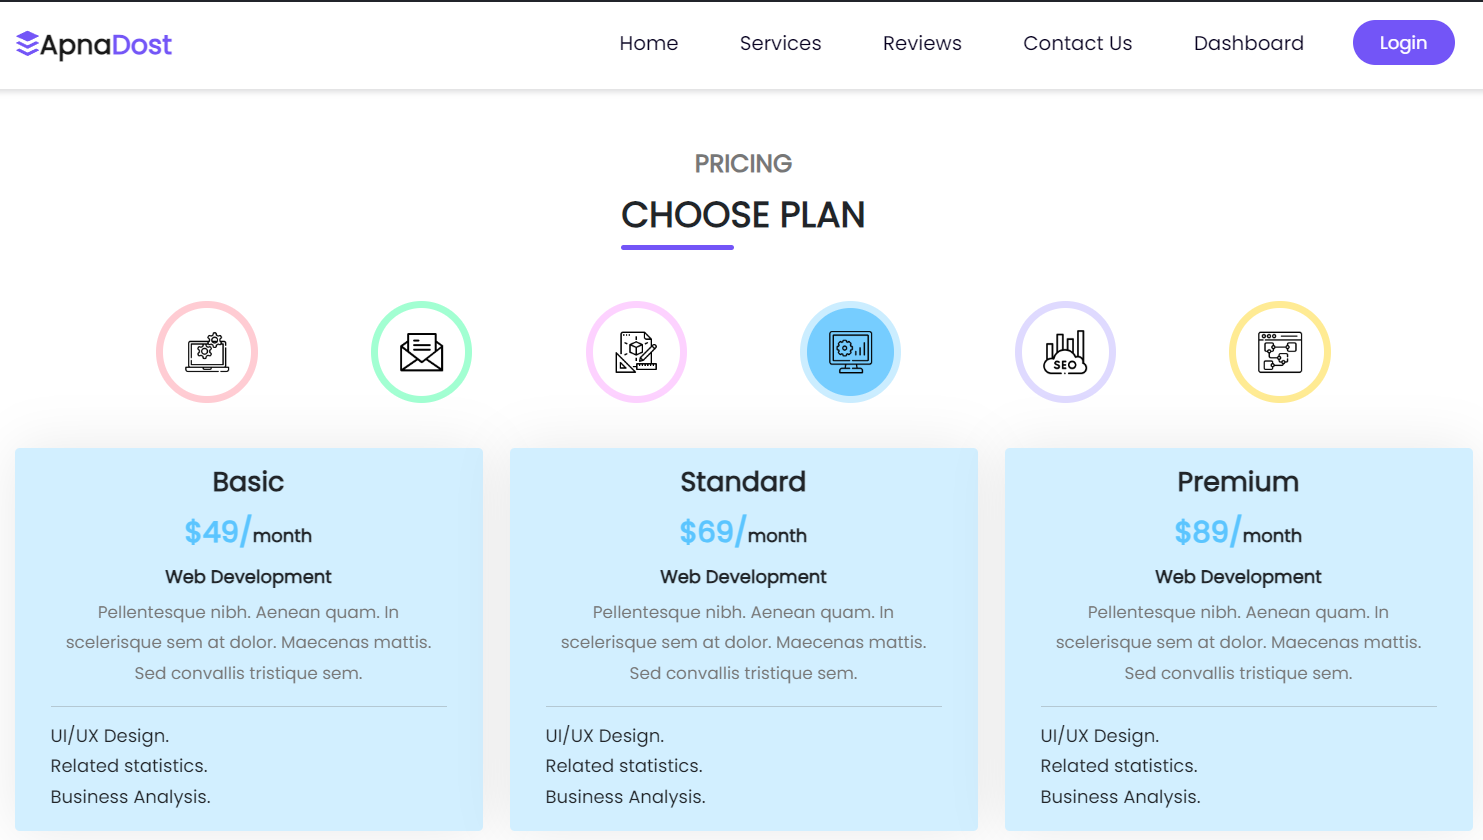 ApnaDost Home Services Reviews Contact Us Dashboard Login
PRICING
CHOOSE PLAN
SEO
Basic
$49/month
Web Development
Pellentesque nibh. Aenean quam. In
scelerisque sem at dolor. Maecenas mattis.
Sed convallis tristique sem.
UI/UX Design.
Related statistics.
Business Analysis.
Standard
$69/month
Web Development
Pellentesque nibh. Aenean quam. In
scelerisque sem at dolor. Maecenas mattis.
Sed convallis tristique sem.
UI/UX Design.
Related statistics.
Business Analysis.
Premium
$89/month
Web Development
Pellentesque nibh. Aenean quam. In
scelerisque sem at dolor. Maecenas mattis.
Sed convallis tristique sem.
UI/UX Design.
Related statistics.
Business Analysis.